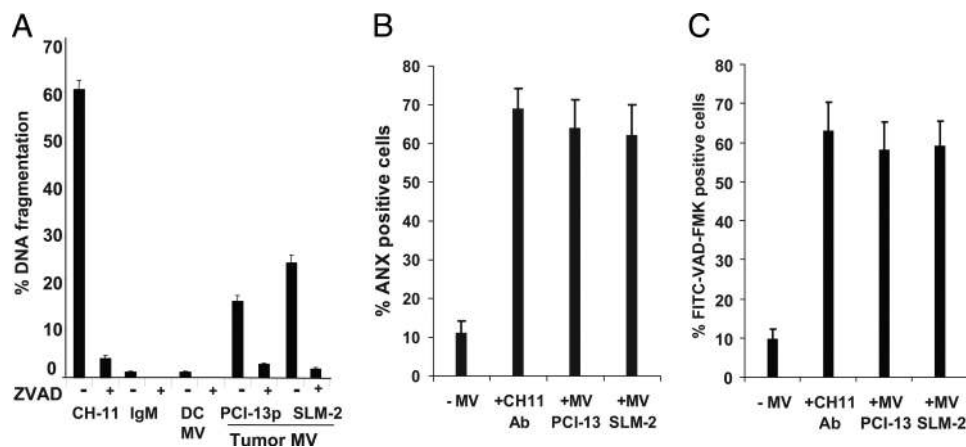 A
% DNA fragmentation
70
60
50
40
30
20
10
0
ZVAD - + - + - + - + - +
CH-11 IgM DC MV PCI-13p SLM-2
Tumor MV
B
% ANX positive cells
80
70
60
50
40
30
20
10
0
- MV +CH11 Ab +MV PCI-13 +MV SLM-2
C
% FITC-VAD-FMK positive cells
80
70
60
50
40
30
20
10
0
- MV +CH11 Ab +MV PCI-13 +MV SLM-2